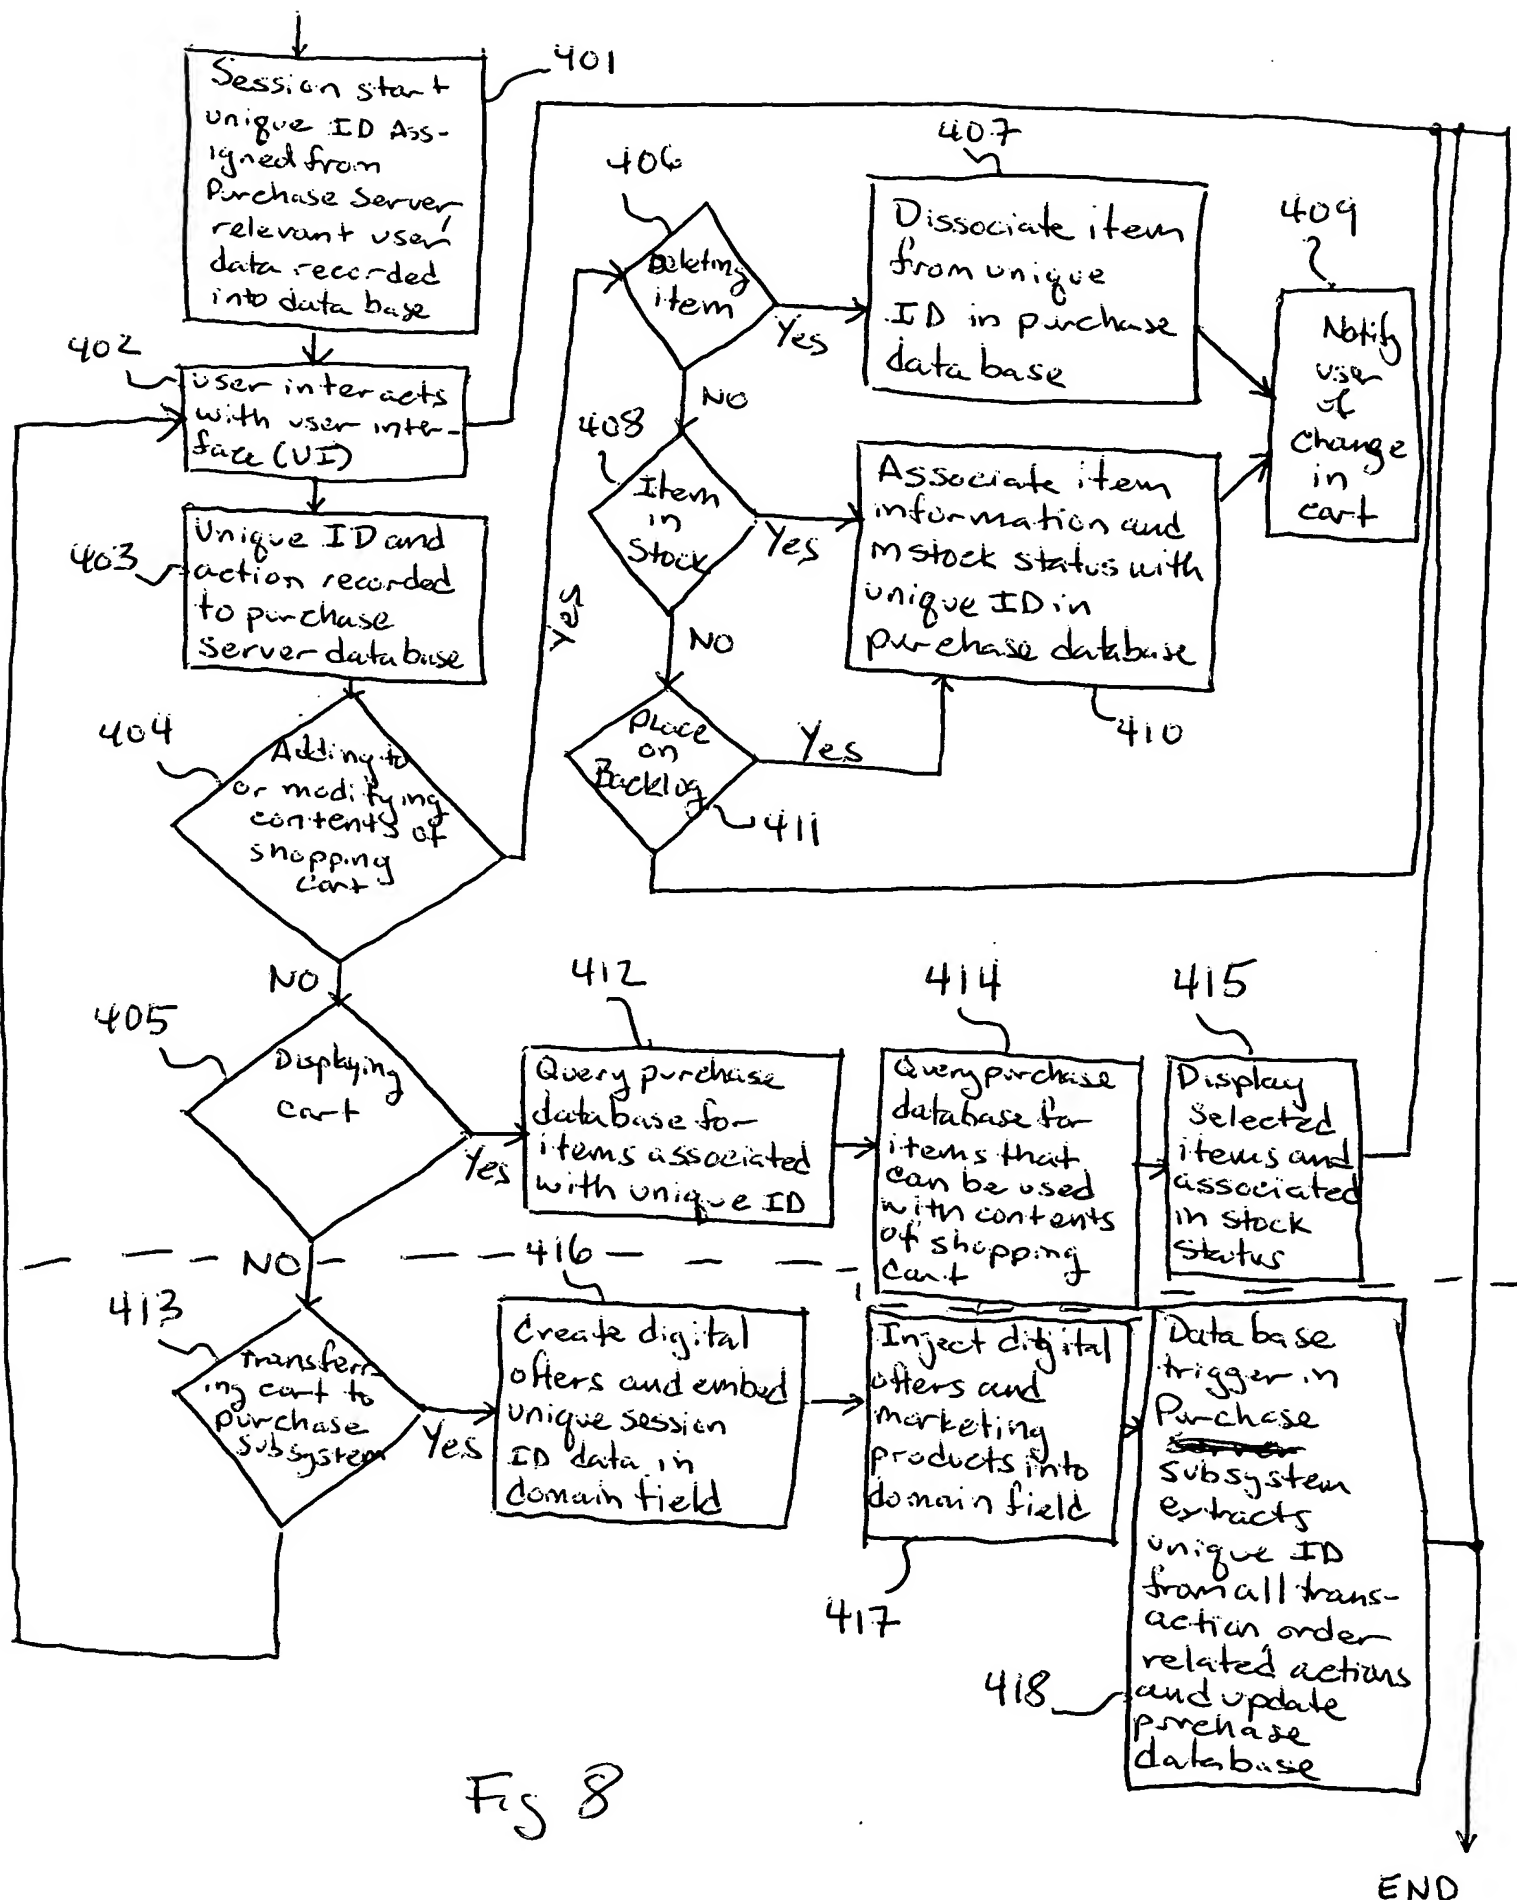 401
Session start
unique ID Ass-
igned from
Purchase Server,
relevant user
data recorded
into data base
402
user interacts
with user inter-
face (UI)
403
Unique ID and
action recorded
to purchase
server database
404
Adding to
or modifying
contents of
shopping
cart
Yes
NO
406
Deleting
item
Yes
NO
407
Dissociate item
from unique
ID in purchase
data base
409
Notify
user
of
change
in
cart
408
Item
in
Stock
Yes
NO
Associate item
information and
instock status with
unique ID in
purchase database
410
Place
on
Backlog
Yes
411
405
Displaying
cart
Yes
NO
412
Query purchase
database for
items associated
with unique ID
414
Query purchase
database for
items that
can be used
with contents
of shopping
cart
415
Display
selected
items and
associated
in stock
status
413
Transferr-
ing cart to
purchase
subsystem
Yes
416
Create digital
offers and embed
unique session
ID data in
domain field
Inject digital
offers and
marketing
products into
domain field
417
Data base
trigger in
Purchase
server
subsystem
extracts
unique ID
from all trans-
action, order
related actions
and update
purchase
database
418
Fig 8
END